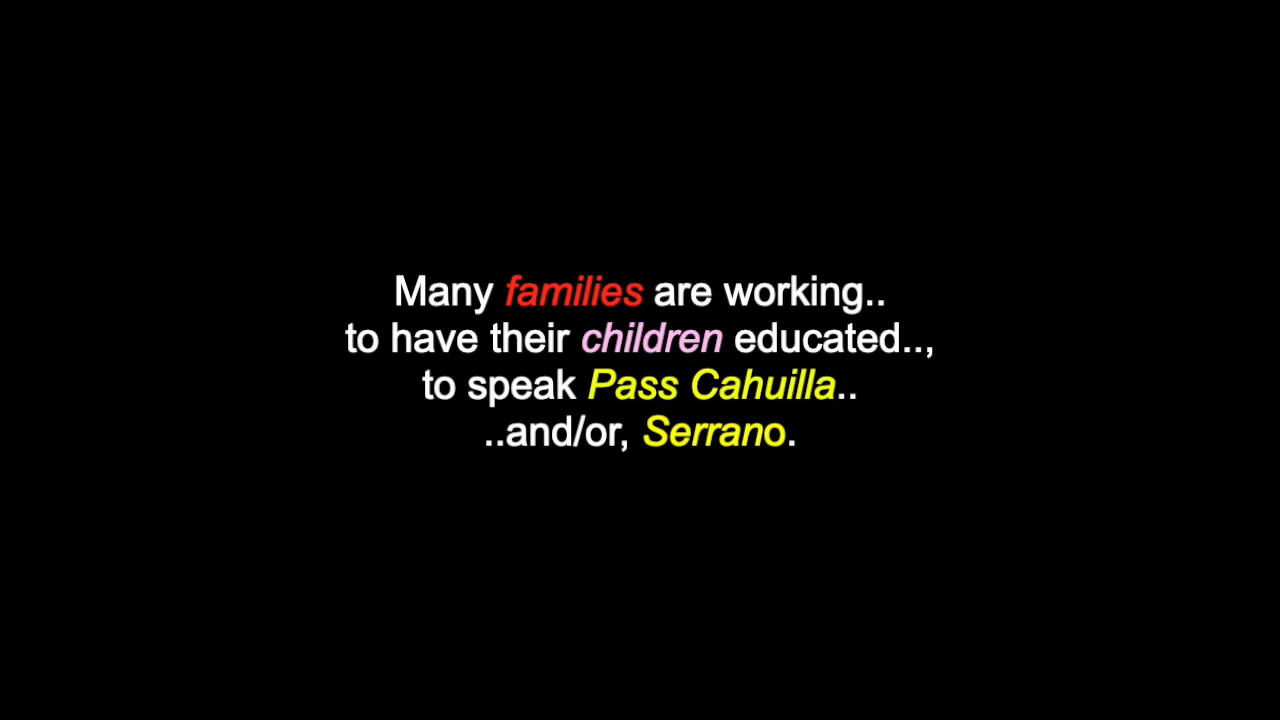 Many families are working..
to have their children educated..,
to speak Pass Cahuilla..
..and/or, Serrano.